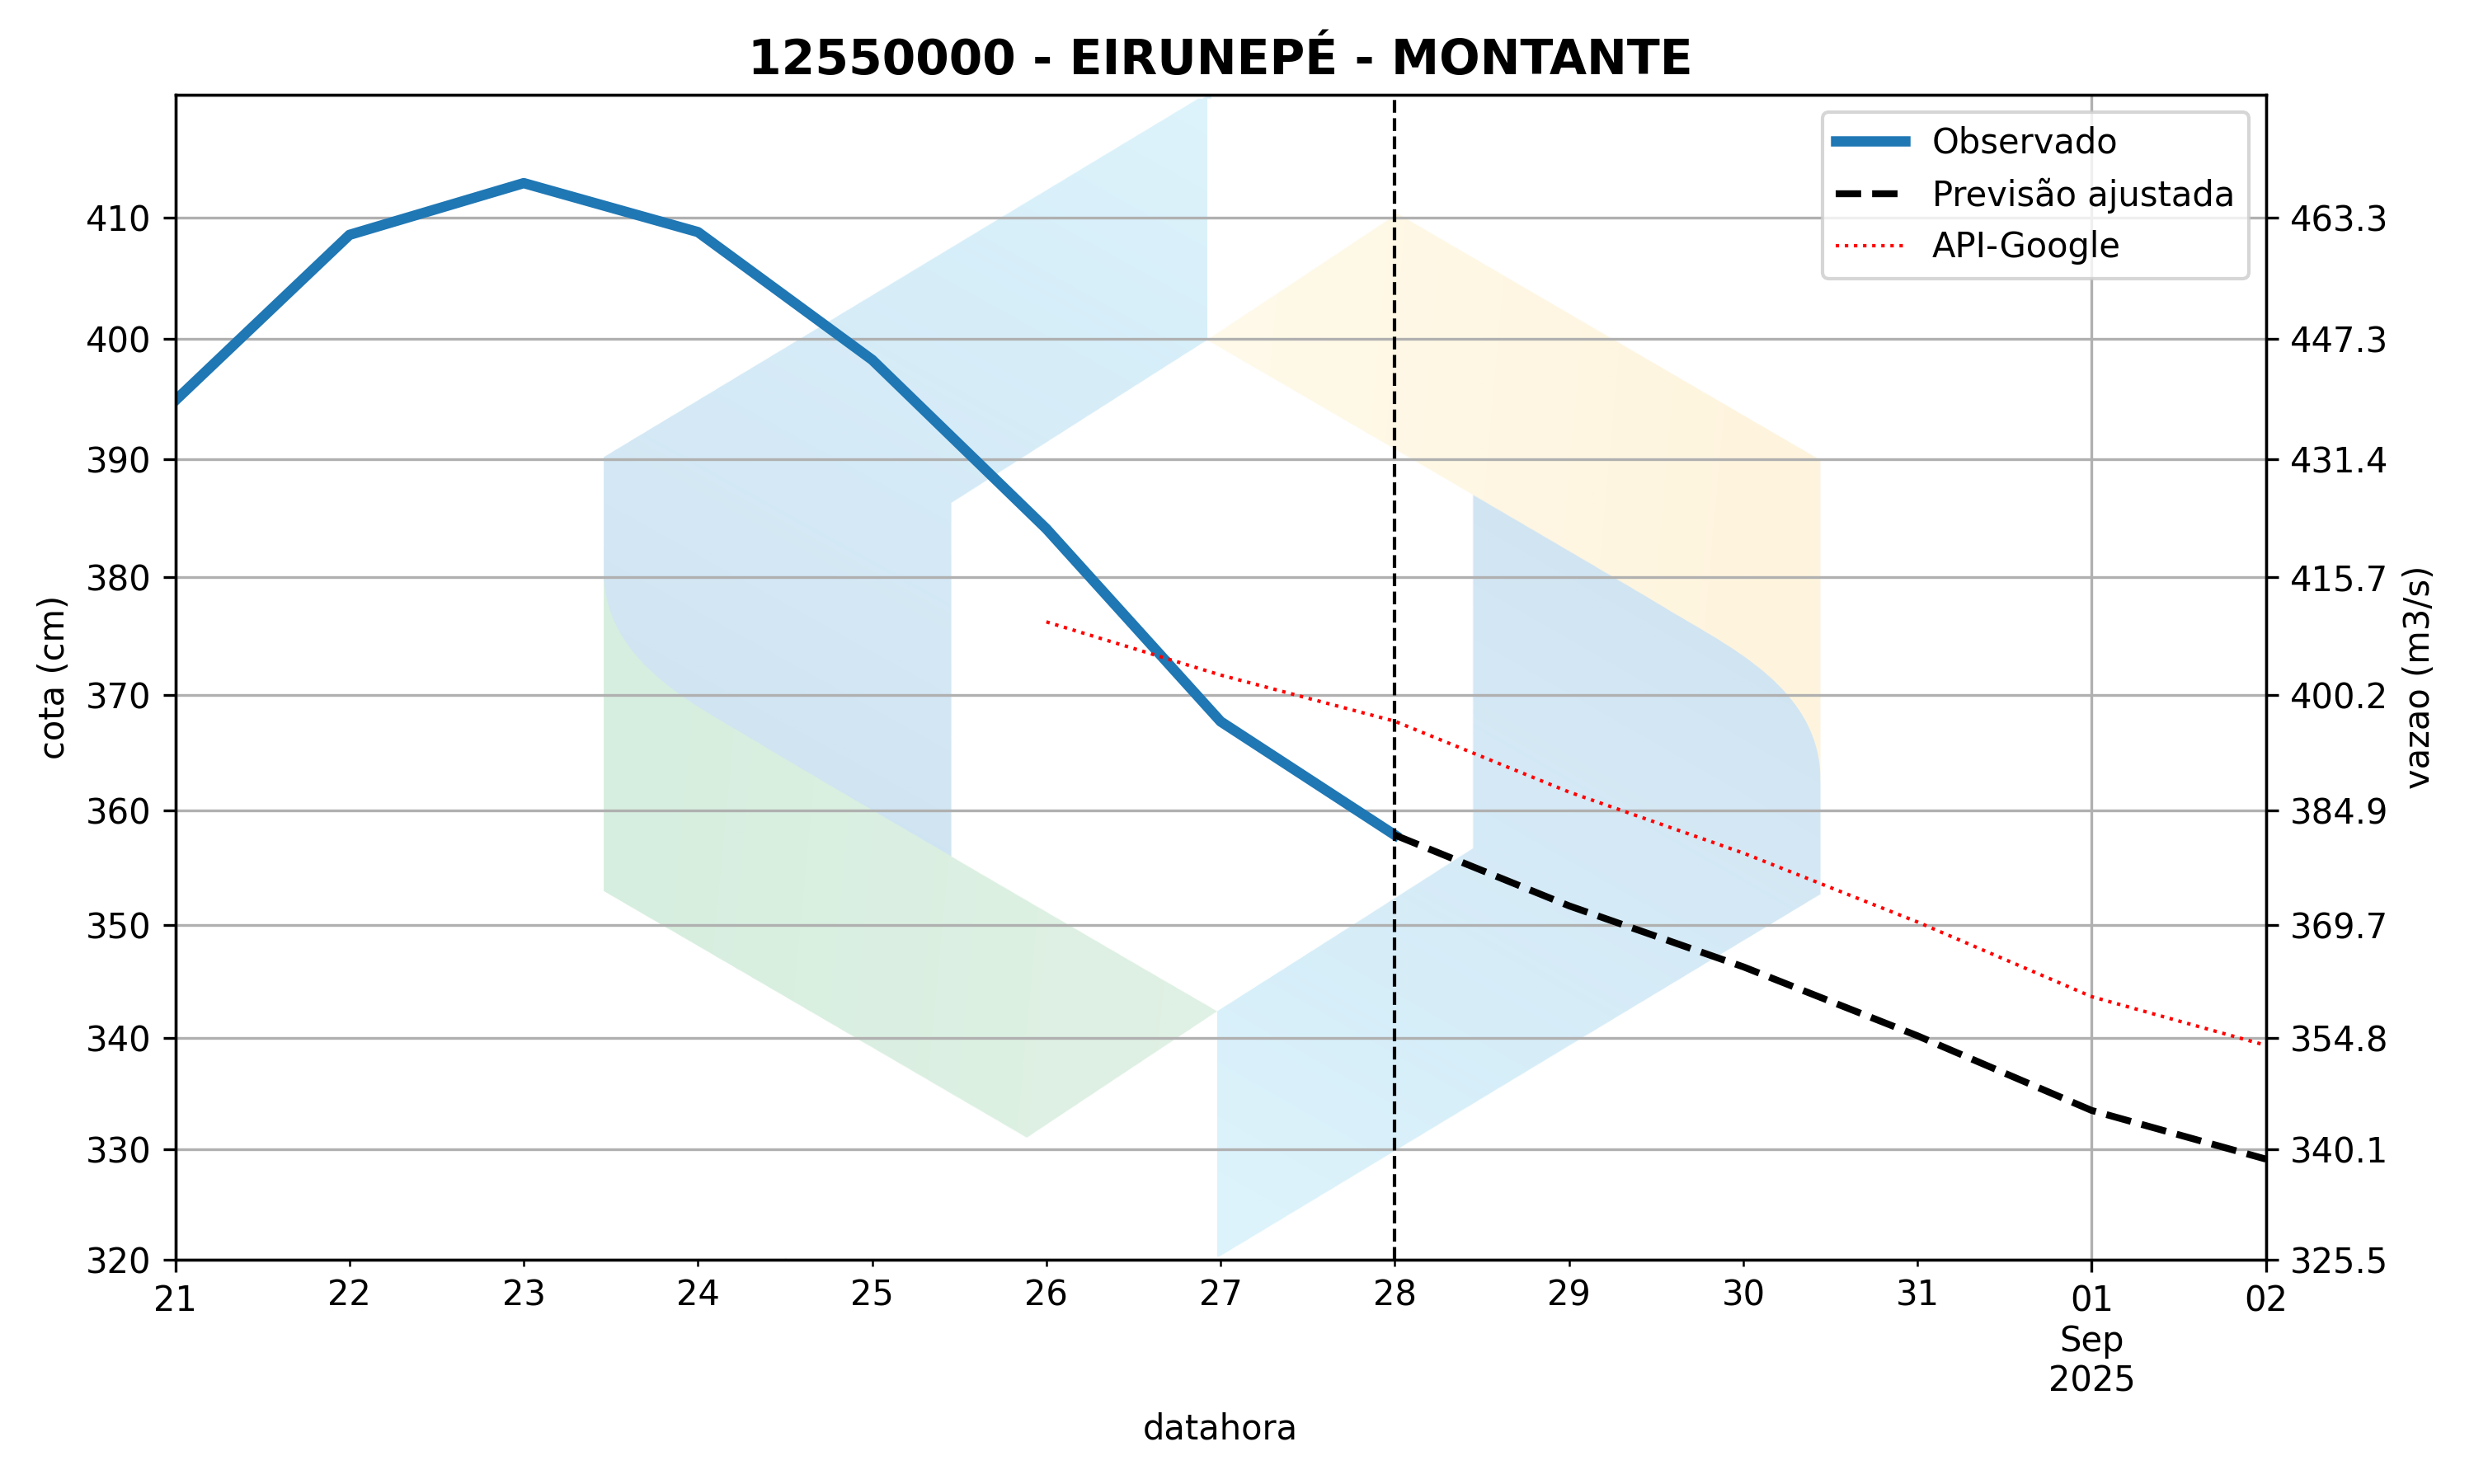 12550000 - EIRUNEPÉ - MONTANTE
Observado
Previsão ajustada
API-Google
410
400
390
380
370
360
350
340
330
320
cota (cm)
463.3
447.3
431.4
415.7
400.2
384.9
369.7
354.8
340.1
325.5
vazao (m3/s)
21 22 23 24 25 26 27 28 29 30 31 01 02
Sep
2025
datahora